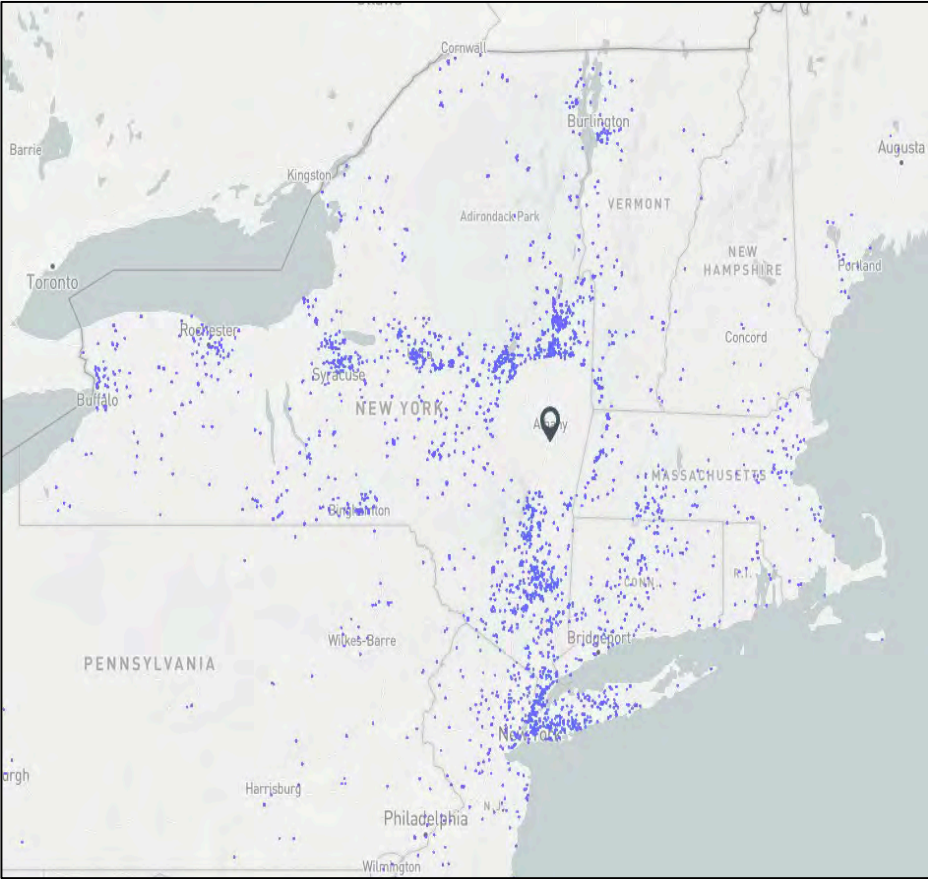 Cornwall
Burlington
Barrie
Augusta
Kingston
VERMONT
Adirondack Park
NEW
HAMPSHIRE
Portland
Toronto
Rochester
Concord
Syracuse
Buffalo
NEW YORK
Albany
MASSACHUSETTS
Binghamton
CONN.
R.I.
Wilkes-Barre
Bridgeport
PENNSYLVANIA
New York
Harrisburg
N.J.
Philadelphia
Wilmington